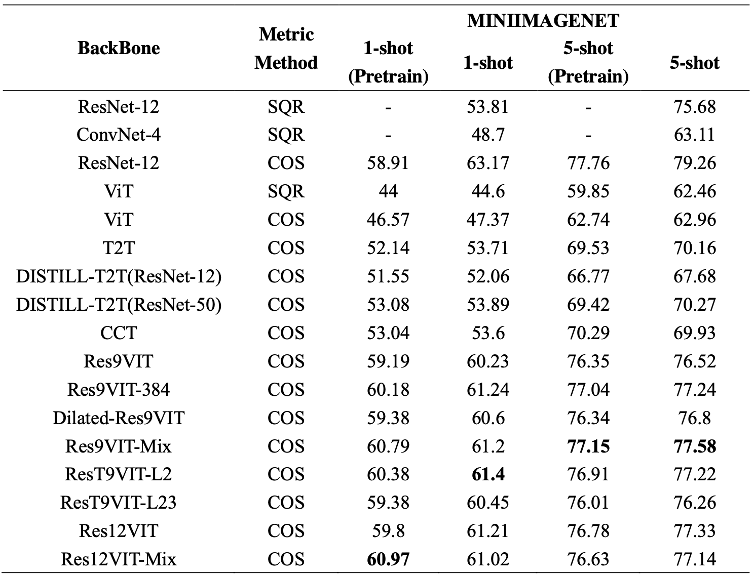 MINIIMAGENET
BackBone Metric Method 1-shot (Pretrain) 1-shot 5-shot (Pretrain) 5-shot
ResNet-12 SQR - 53.81 - 75.68
ConvNet-4 SQR - 48.7 - 63.11
ResNet-12 COS 58.91 63.17 77.76 79.26
ViT SQR 44 44.6 59.85 62.46
ViT COS 46.57 47.37 62.74 62.96
T2T COS 52.14 53.71 69.53 70.16
DISTILL-T2T(ResNet-12) COS 51.55 52.06 66.77 67.68
DISTILL-T2T(ResNet-50) COS 53.08 53.89 69.42 70.27
CCT COS 53.04 53.6 70.29 69.93
Res9VIT COS 59.19 60.23 76.35 76.52
Res9VIT-384 COS 60.18 61.24 77.04 77.24
Dilated-Res9VIT COS 59.38 60.6 76.34 76.8
Res9VIT-Mix COS 60.79 61.2 77.15 77.58
ResT9VIT-L2 COS 60.38 61.4 76.91 77.22
ResT9VIT-L23 COS 59.38 60.45 76.01 76.26
Res12VIT COS 59.8 61.21 76.78 77.33
Res12VIT-Mix COS 60.97 61.02 76.63 77.14